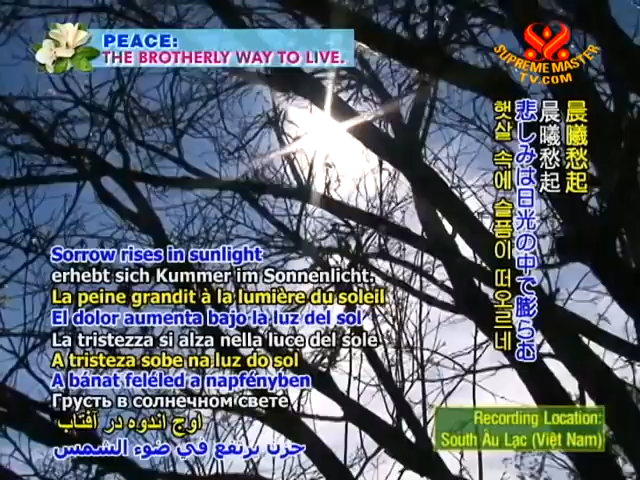 PEACE:
THE BROTHERLY WAY TO LIVE.
SUPREME MASTER
TV.COM
晨曦愁起
晨曦愁起
悲しみは日光の中で膨らむ
햇살 속에 슬픔이 떠오르네
Sorrow rises in sunlight
erhebt sich Kummer im Sonnenlicht.
La peine grandit à la lumière du soleil
El dolor aumenta bajo la luz del sol
La tristezza si alza nella luce del sole
A tristeza sobe na luz do sol
A bánat feléled a napfényben
Грусть в солнечном свете
اوج اندوه در آفتاب
حزن يرتفع في ضوء الشمس
Recording Location:
South Âu Lạc (Việt Nam)